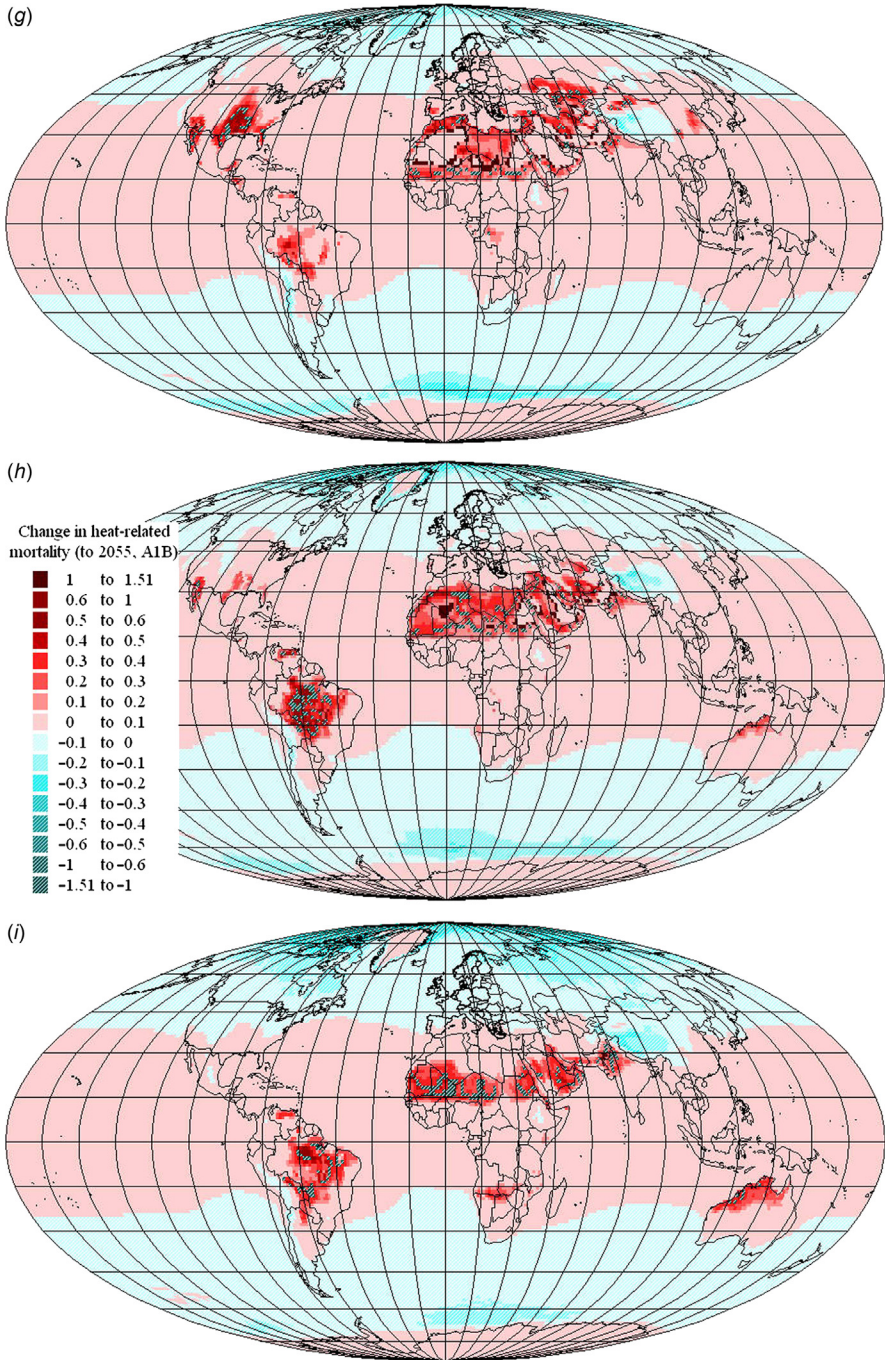 (g)
(h)
Change in heat-related
mortality (to 2055, A1B)
1 to 1.51
0.6 to 1
0.5 to 0.6
0.4 to 0.5
0.3 to 0.4
0.2 to 0.3
0.1 to 0.2
0 to 0.1
−0.1 to 0
−0.2 to −0.1
−0.3 to −0.2
−0.4 to −0.3
−0.5 to −0.4
−0.6 to −0.5
−1 to −0.6
−1.51 to −1
(i)